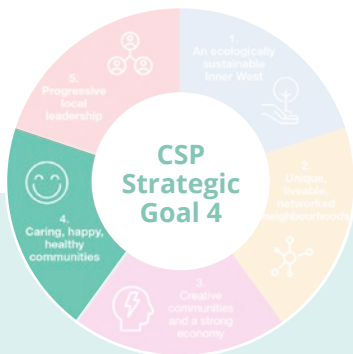 1.
An ecologically
sustainable
Inner West
2.
Unique,
liveable,
networked
neighbourhoods
3.
Creative
communities
and a strong
economy
4.
Caring, happy,
healthy
communities
5.
Progressive
local
leadership
CSP
Strategic
Goal 4